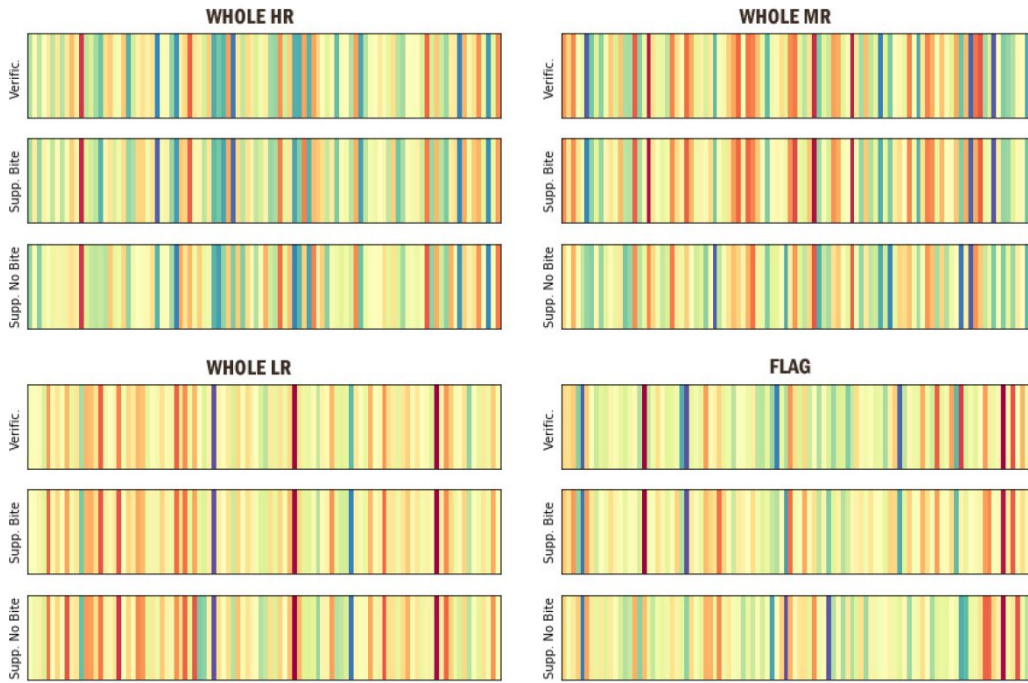 WHOLE HR
Verific.
Supp. Bite
Supp. No Bite
WHOLE MR
Verific.
Supp. Bite
Supp. No Bite
WHOLE LR
Verific.
Supp. Bite
Supp. No Bite
FLAG
Verific.
Supp. Bite
Supp. No Bite